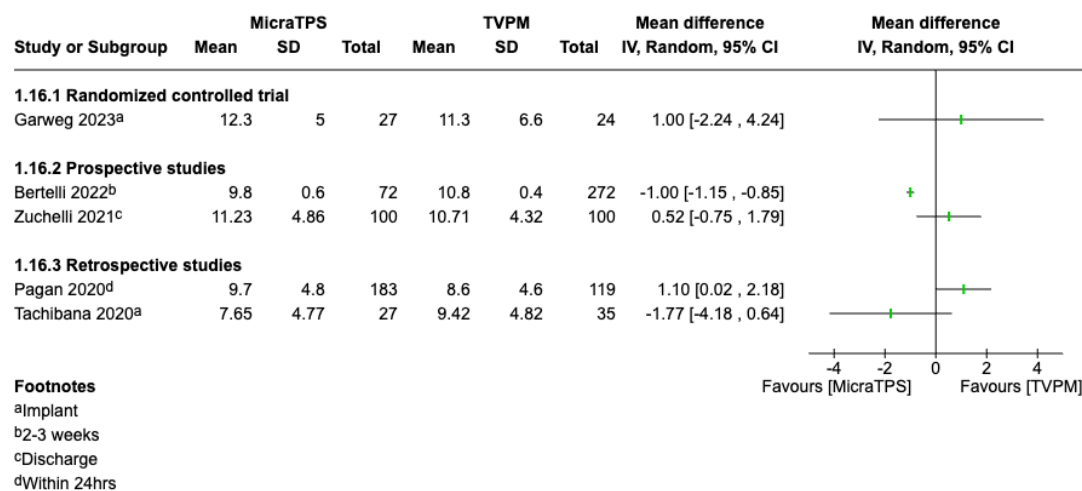 MicraTPS TVPM Mean difference Mean difference
Study or Subgroup Mean SD Total Mean SD Total IV, Random, 95% CI IV, Random, 95% CI
1.16.1 Randomized controlled trial
Garweg 2023a 12.3 5 27 11.3 6.6 24 1.00 [-2.24 , 4.24]
1.16.2 Prospective studies
Bertelli 2022b 9.8 0.6 72 10.8 0.4 272 -1.00 [-1.15 , -0.85]
Zuchelli 2021c 11.23 4.86 100 10.71 4.32 100 0.52 [-0.75 , 1.79]
1.16.3 Retrospective studies
Pagan 2020d 9.7 4.8 183 8.6 4.6 119 1.10 [0.02 , 2.18]
Tachibana 2020a 7.65 4.77 27 9.42 4.82 35 -1.77 [-4.18 , 0.64]
-4 -2 0 2 4
Favours [MicraTPS] Favours [TVPM]
Footnotes
aImplant
b2-3 weeks
cDischarge
dWithin 24hrs